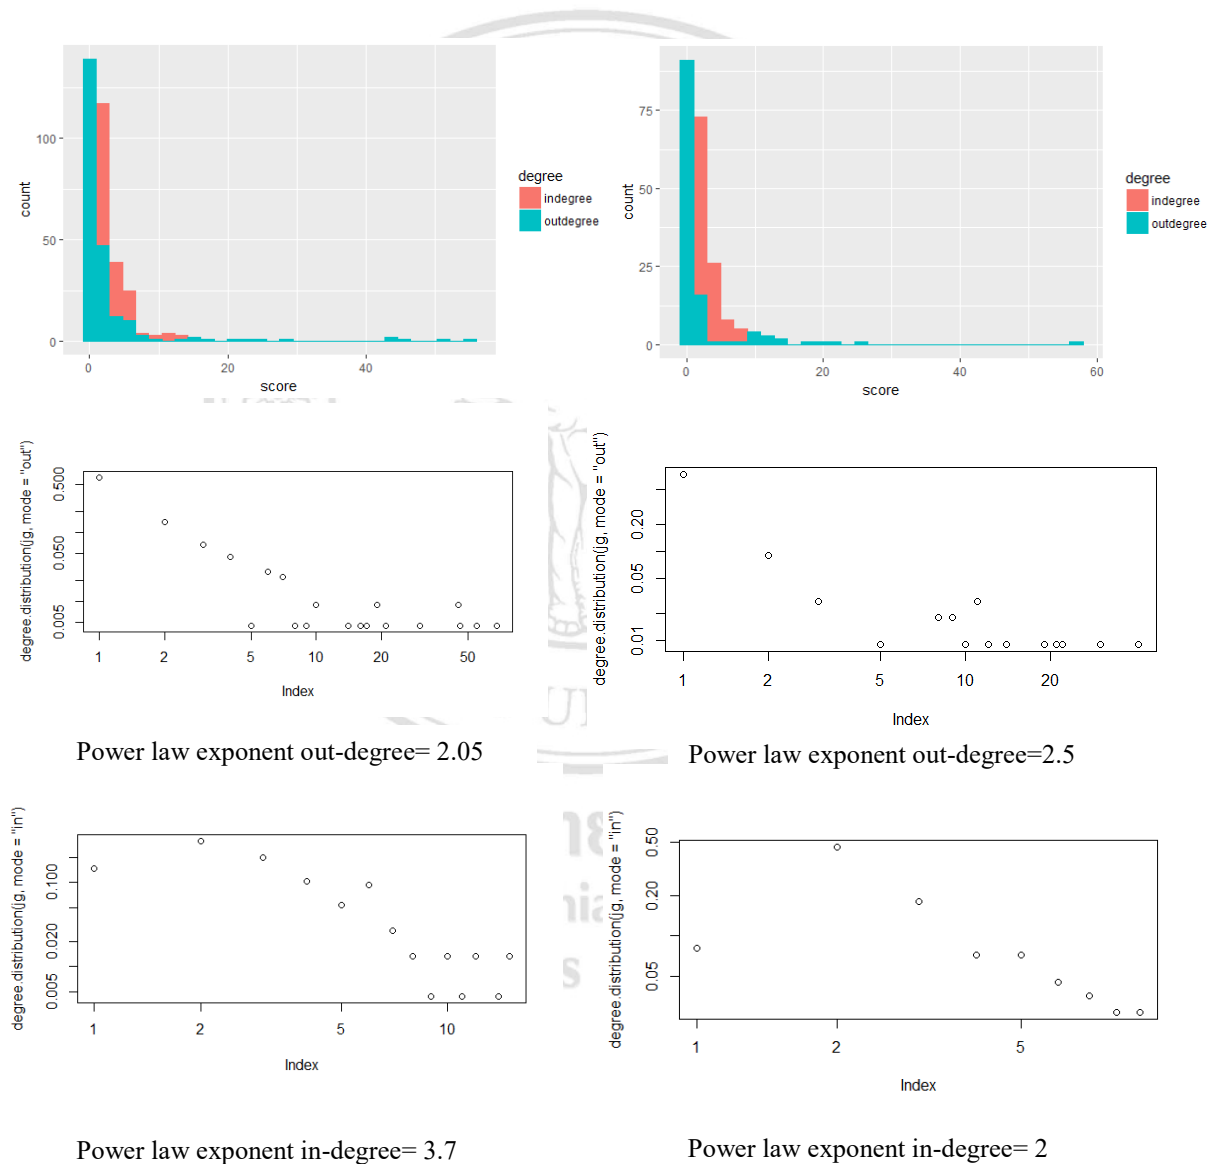 100
50
0
count
0
20
40
score
degree
indegree
outdegree
75
50
25
0
count
0
20
40
60
score
degree
indegree
outdegree
degree.distribution(jg, mode = "out")
0.500
0.050
0.005
1
2
5
10
20
50
Index
degree.distribution(jg, mode = "out")
0.20
0.05
0.01
1
2
5
10
20
Index
Power law exponent out-degree= 2.05
Power law exponent out-degree=2.5
degree.distribution(jg, mode = "in")
0.100
0.020
0.005
1
2
5
10
Index
degree.distribution(jg, mode = "in")
0.50
0.20
0.05
1
2
5
Index
Power law exponent in-degree= 3.7
Power law exponent in-degree= 2